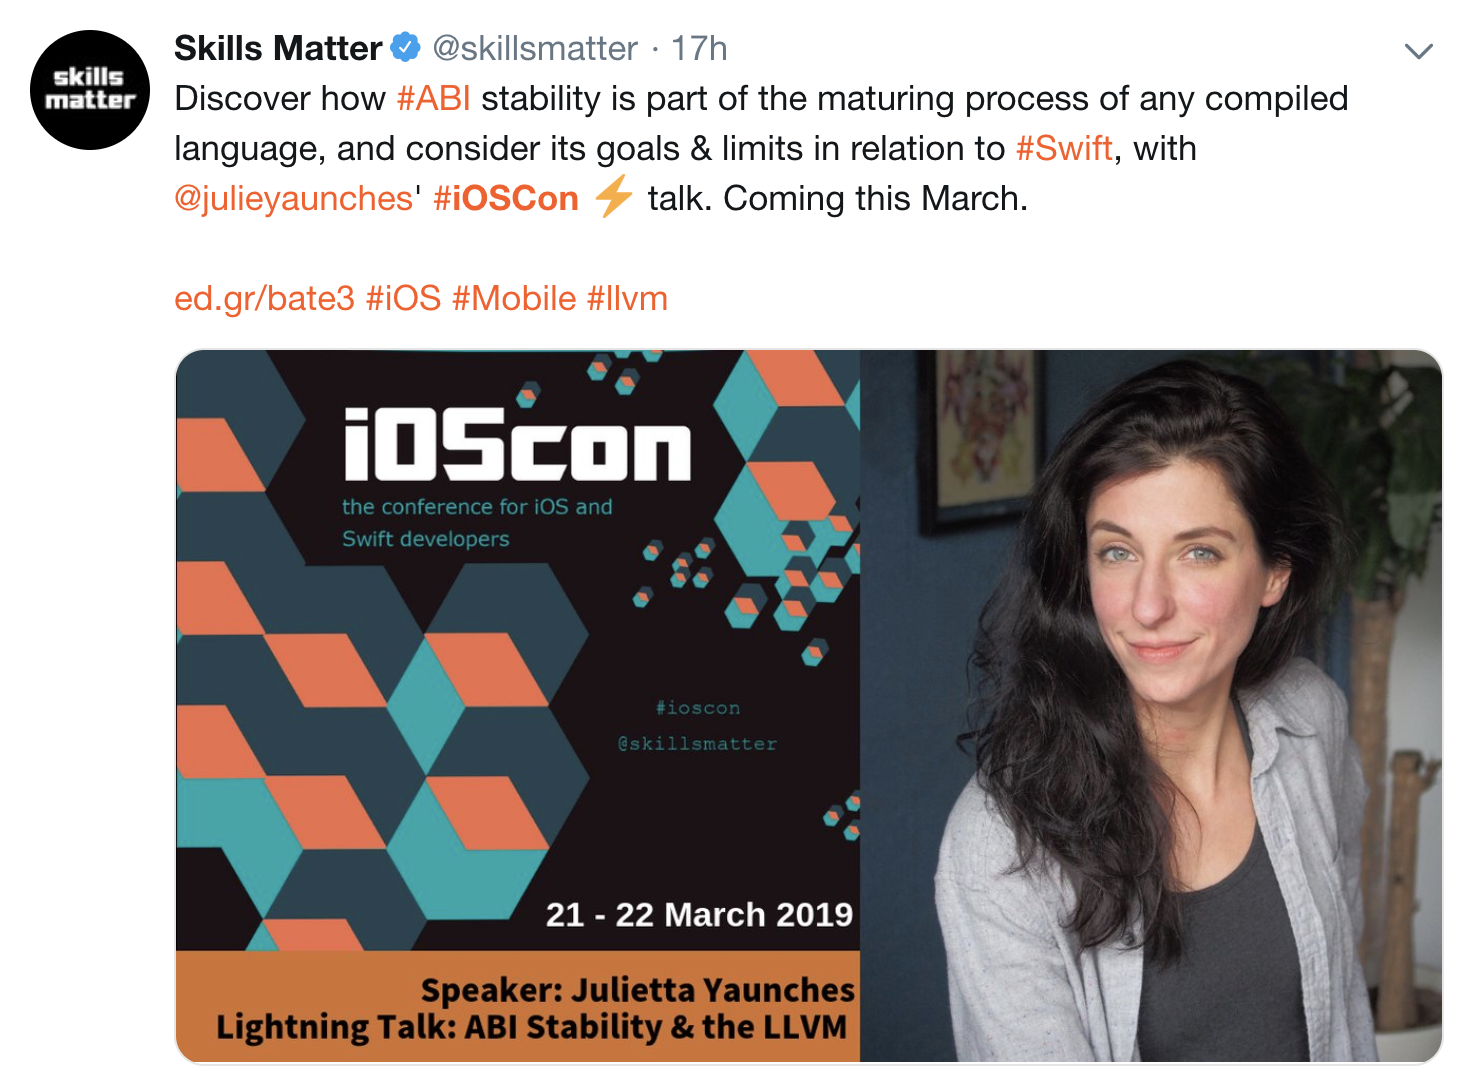 skills
matter
Skills Matter @skillsmatter · 17h
Discover how #ABI stability is part of the maturing process of any compiled
language, and consider its goals & limits in relation to #Swift, with
@julieyaunches' #iOSCon ⚡ talk. Coming this March.
ed.gr/bate3 #iOS #Mobile #llvm
iOScon
the conference for iOS and
Swift developers
#ioscon
@skillsmatter
21 - 22 March 2019
Speaker: Julietta Yaunches
Lightning Talk: ABI Stability & the LLVM